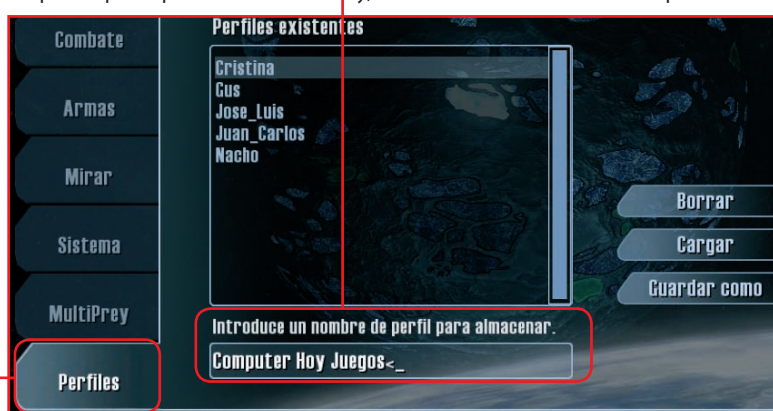 Perfiles existentes
Combate
Armas
Mirar
Sistema
MultiPrey
Perfiles
Cristina
Gus
Jose_Luis
Juan_Carlos
Nacho
Borrar
Cargar
Guardar como
Introduce un nombre de perfil para almacenar.
Computer Hoy Juegos<_